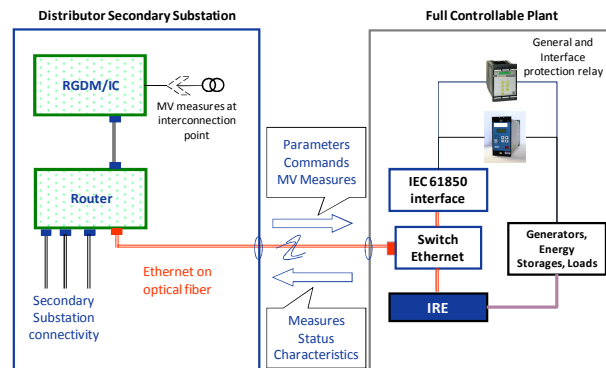 Distributor Secondary Substation
RGDM/IC
MV measures at
interconnection
point
Router
Ethernet on
optical fiber
Secondary
Substation
connectivity
Parameters
Commands
MV Measures
Measures
Status
Characteristics
Full Controllable Plant
General and
Interface
protection relay
IEC 61850
interface
Switch
Ethernet
IRE
Generators,
Energy
Storages, Loads